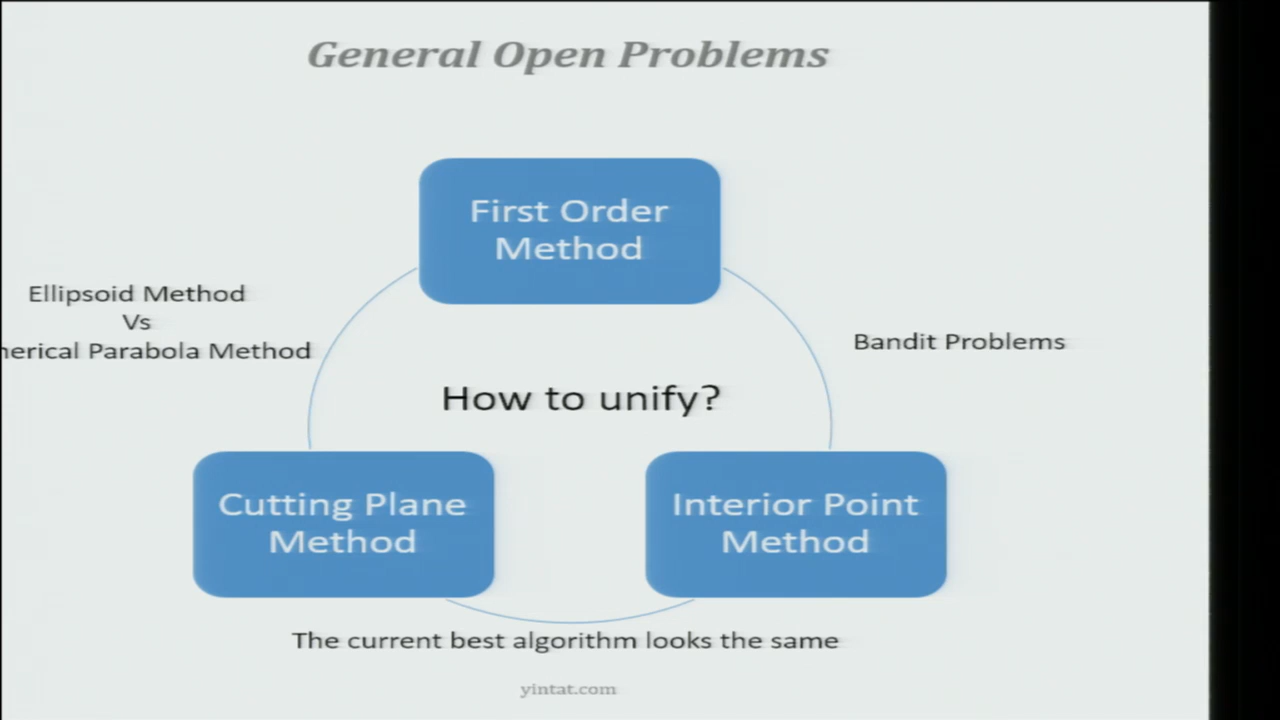 General Open Problems
First Order
Method
Ellipsoid Method
Vs
Parabola Method
Bandit Problems
How to unify?
Cutting Plane
Method
Interior Point
Method
The current best algorithm looks the same
yintat.com